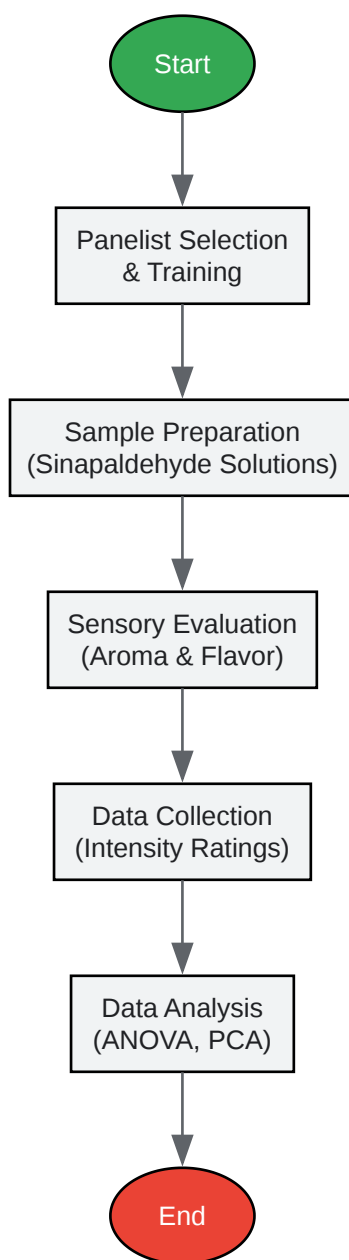 Start
Panelist Selection
& Training
Sample Preparation
(Sinapaldehyde Solutions)
Sensory Evaluation
(Aroma & Flavor)
Data Collection
(Intensity Ratings)
Data Analysis
(ANOVA, PCA)
End